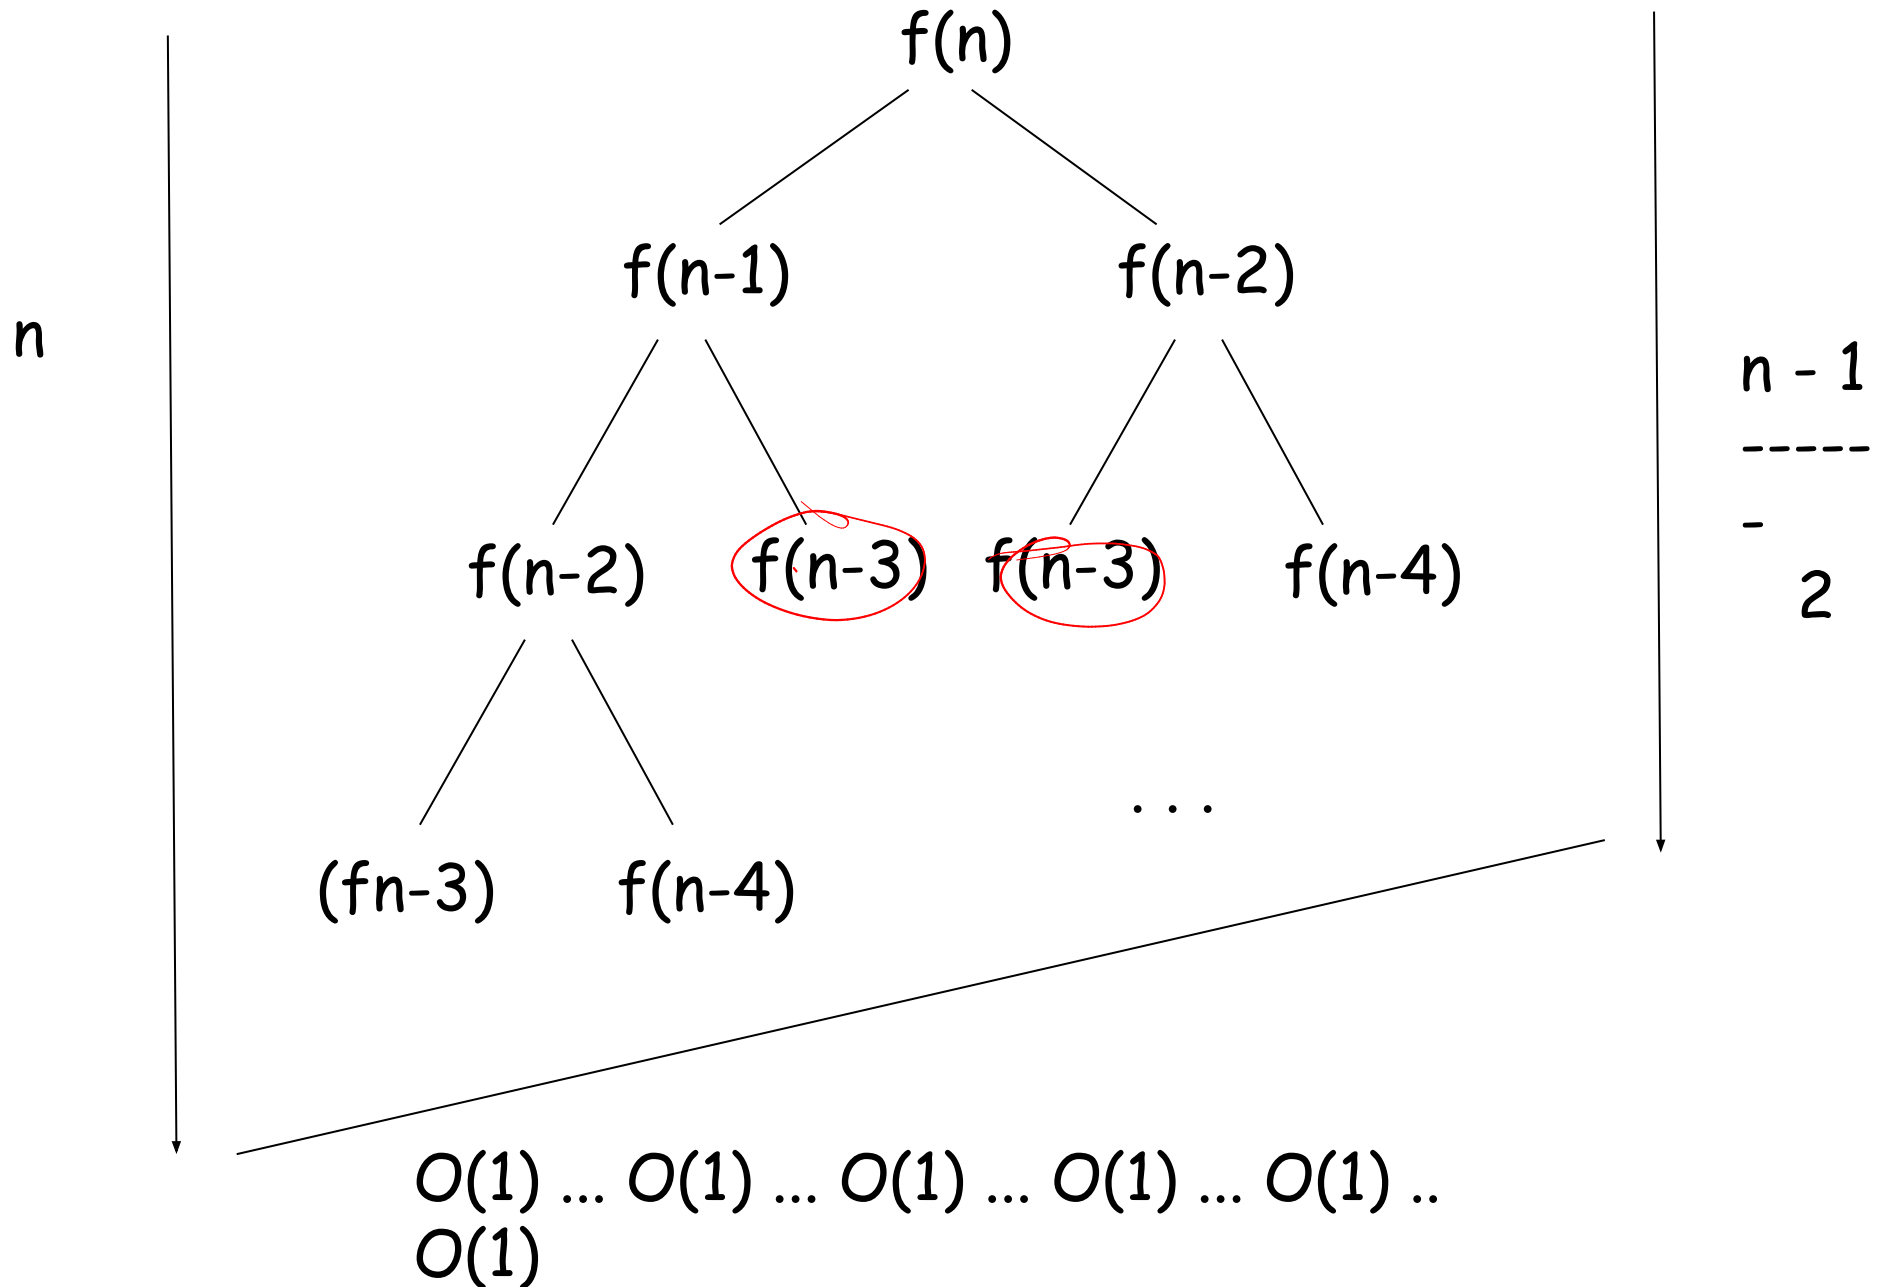 f(n)
f(n-1)
f(n-2)
n
n - 1
-----
-
2
f(n-2)
f(n-3)
f(n-3)
f(n-4)
. . .
(fn-3)
f(n-4)
O(1) ... O(1) ... O(1) ... O(1) ... O(1) ..
O(1)